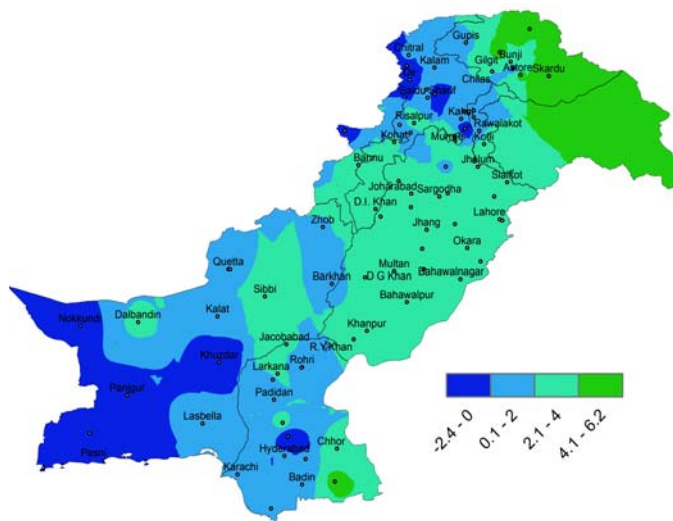 Gupis
Chitral
Bunji
Kalam
Gilgit
Astore
Skardu
Chilas
Dir
Saidu Sharif
Kakul
Risalpur
Rawalakot
Kohat
Kotli
Bannu
Jhelum
Sialkot
Joharabad
Sargodha
D.I. Khan
Lahore
Zhob
Jhang
Okara
Quetta
Multan
Barkhan
D G Khan
Bahawalnagar
Sibbi
Bahawalpur
Dalbandin
Kalat
Nokkundi
Khanpur
Jacobabad
R.Y.Khan
Khuzdar
Rohri
Larkana
Panjgur
Padidan
Lasbella
Chhor
Hyderabad
Pasni
Karachi
Badin
-2.4 - 0
0.1 - 2
2.1 - 4
4.1 - 6.2